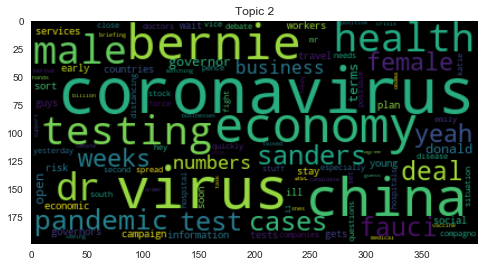 Topic 2
0
25
50
75
100
125
150
175
0 50 100 150 200 250 300 350
services close doctors wait vice debate workers
male bernie health
governor travel
early countries business female
sort
coronavirus
guys terms
stock fight plan
testing economy yeah
yesterday donald
weeks numbers sanders deal
risk second spread hey quickly stay stuff especially young disease
open dr virus china
economic south soon ill situation
pandemic test cases fauci
social
governors campaign information tests gets questions compagno
medical vaccine